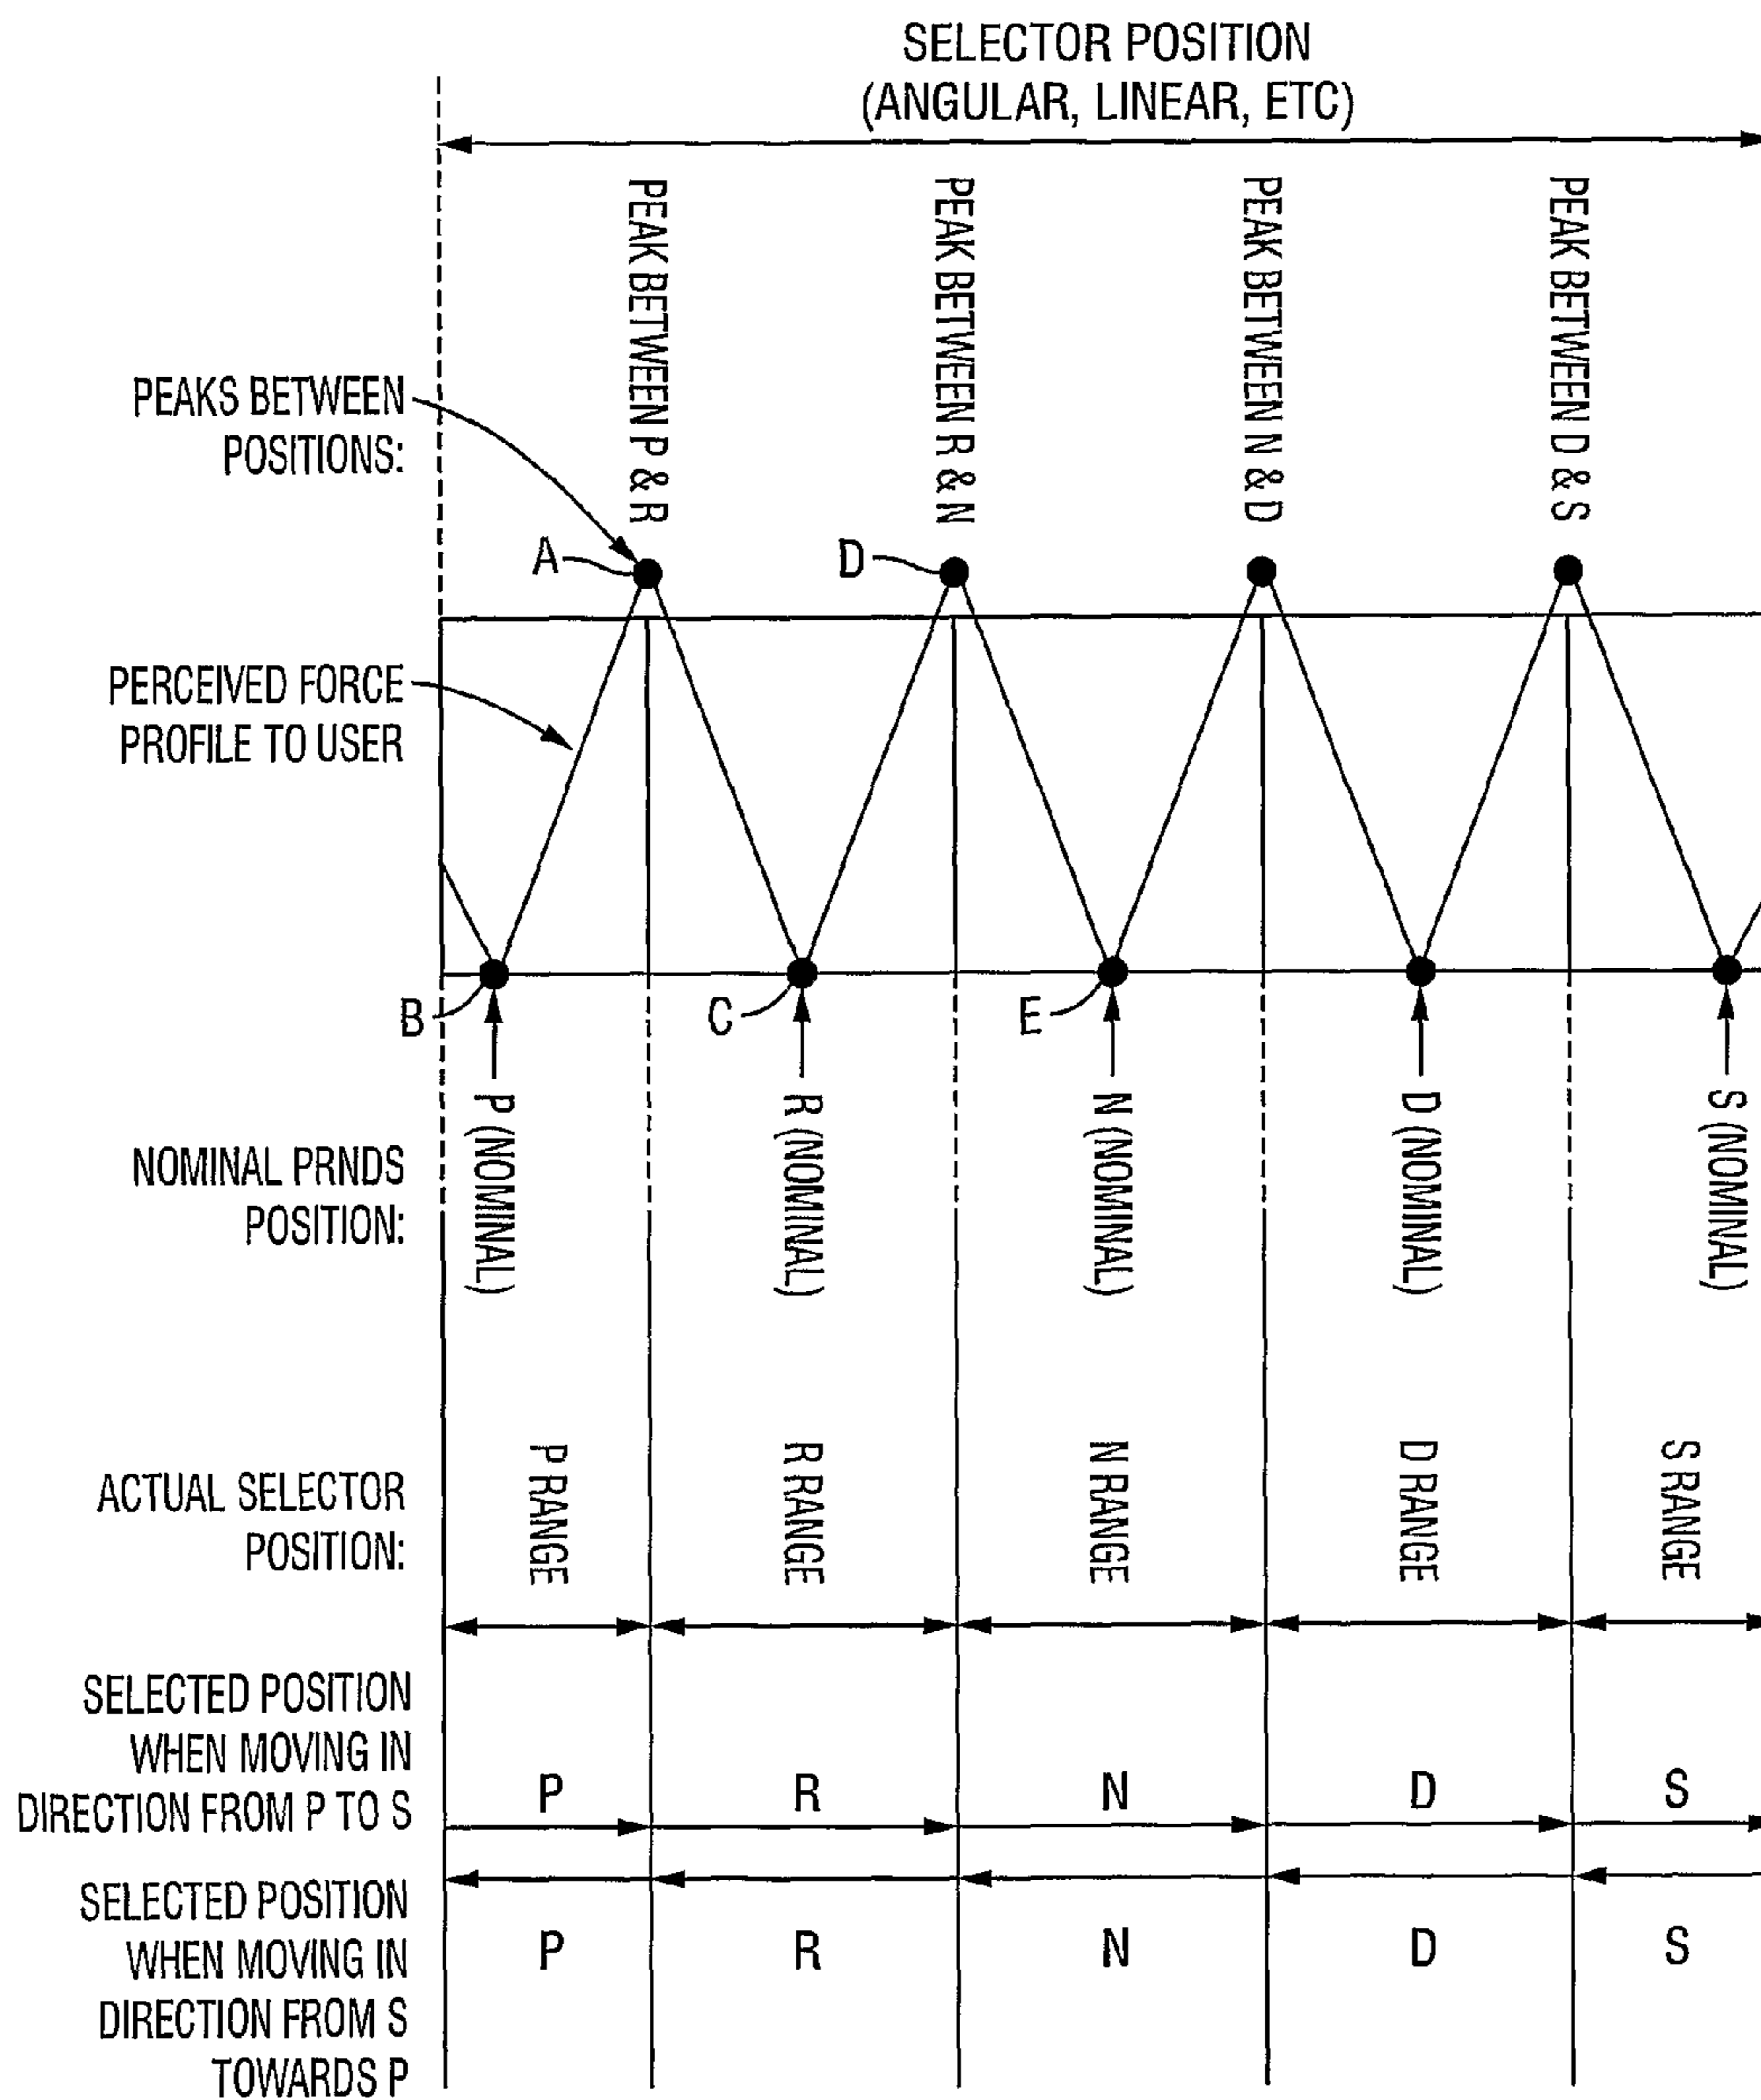 SELECTOR POSITION
(ANGULAR, LINEAR, ETC)
PEAK BETWEEN P & R
PEAK BETWEEN R & N
PEAK BETWEEN N & D
PEAK BETWEEN D & S
PEAKS BETWEEN
POSITIONS:
A
D
PERCEIVED FORCE
PROFILE TO USER
B
C
E
NOMINAL PRNDS
POSITION:
P (NOMINAL)
R (NOMINAL)
N (NOMINAL)
D (NOMINAL)
S (NOMINAL)
ACTUAL SELECTOR
POSITION:
P RANGE
R RANGE
N RANGE
D RANGE
S RANGE
SELECTED POSITION
WHEN MOVING IN
DIRECTION FROM P TO S
P
R
N
D
S
SELECTED POSITION
WHEN MOVING IN
DIRECTION FROM S
TOWARDS P
P
R
N
D
S